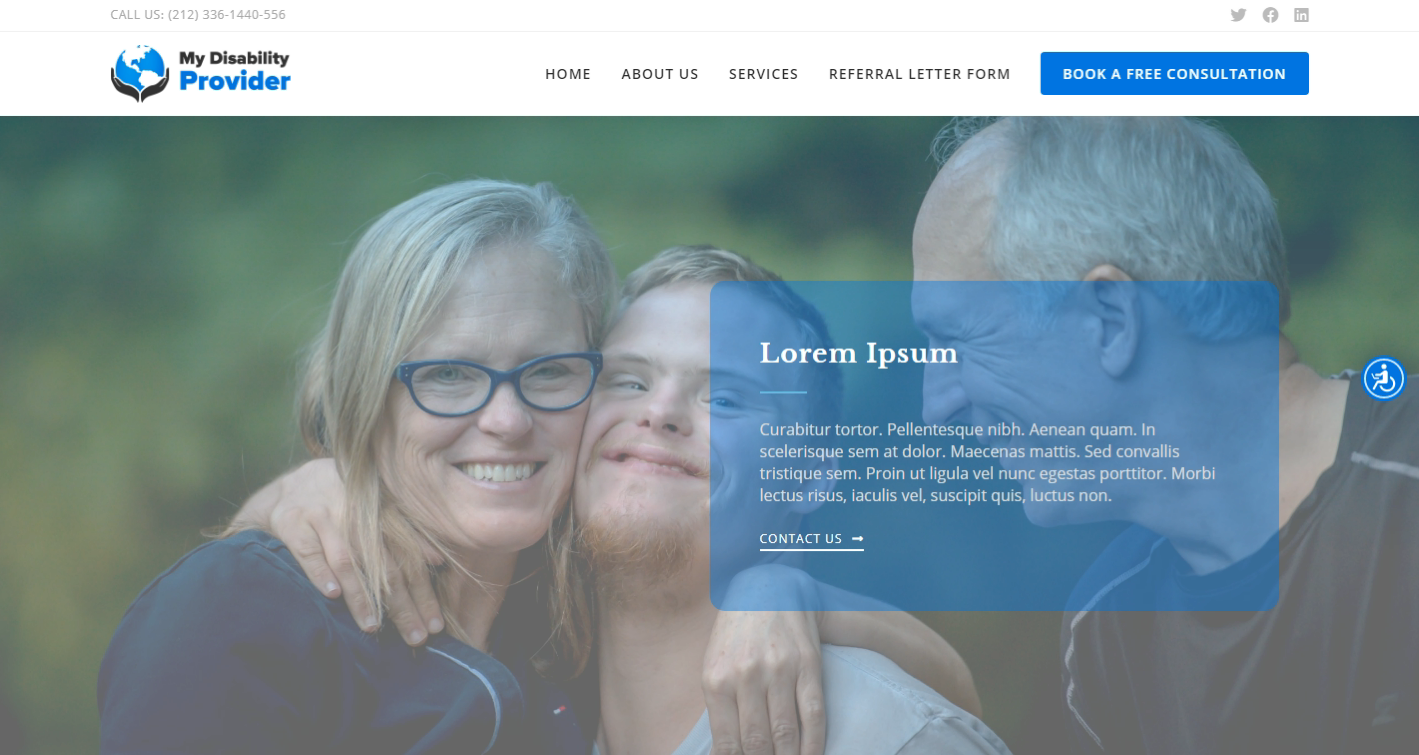 CALL US: (212) 336-1440-556
My Disability
Provider
HOME ABOUT US SERVICES REFERRAL LETTER FORM BOOK A FREE CONSULTATION
Lorem Ipsum
Curabitur tortor. Pellentesque nibh. Aenean quam. In
scelerisque sem at dolor. Maecenas mattis. Sed convallis
tristique sem. Proin ut ligula vel nunc egestas porttitor. Morbi
lectus risus, iaculis vel, suscipit quis, luctus non.
CONTACT US